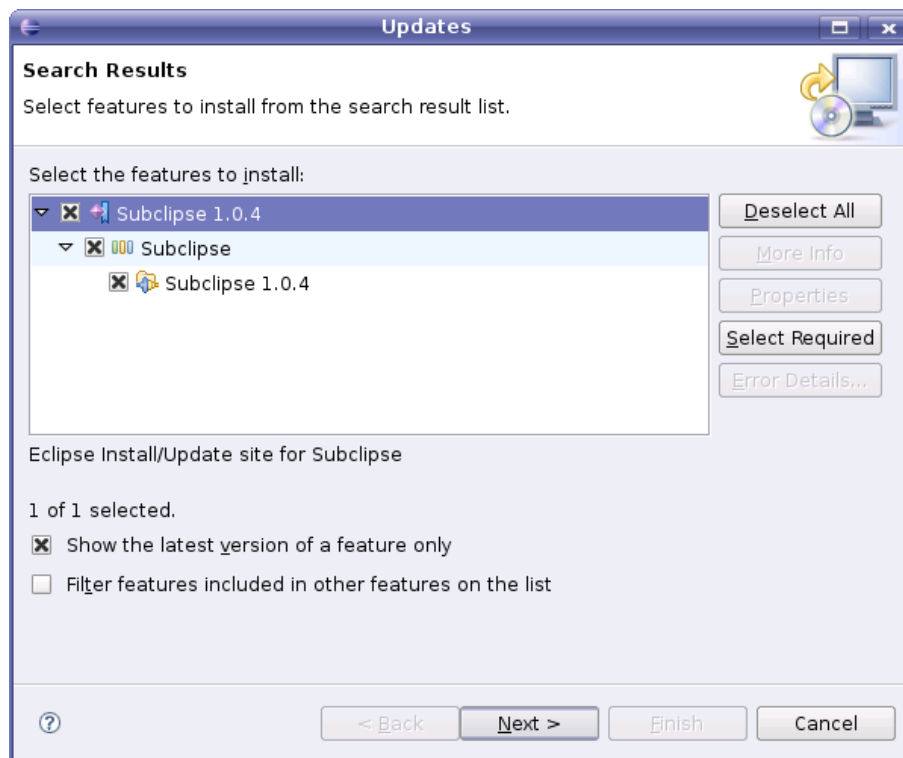 Updates
Search Results
Select features to install from the search result list.
Select the features to install:
Subclipse 1.0.4
Subclipse
Subclipse 1.0.4
Deselect All
More Info
Properties
Select Required
Error Details...
Eclipse Install/Update site for Subclipse
1 of 1 selected.
Show the latest version of a feature only
Filter features included in other features on the list
? < Back Next > Finish Cancel